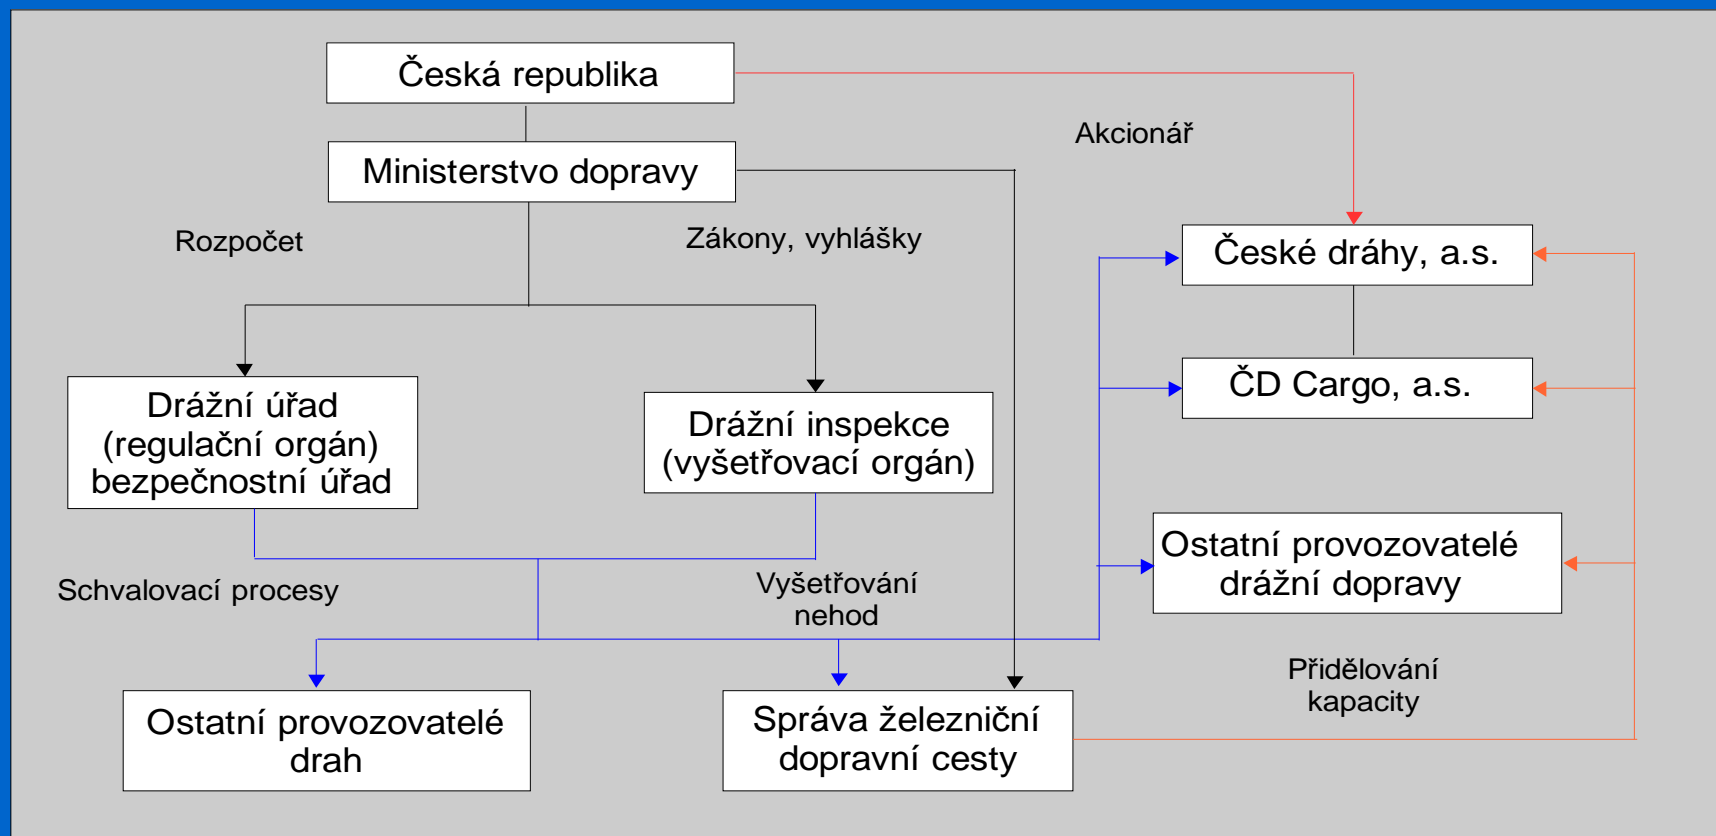 Česká republika
Akcionář
Ministerstvo dopravy
Rozpočet
Zákony, vyhlášky
České dráhy, a.s.
ČD Cargo, a.s.
Drážní úřad
(regulační orgán)
bezpečnostní úřad
Drážní inspekce
(vyšetřovací orgán)
Ostatní provozovatelé
drážní dopravy
Schvalovací procesy
Vyšetřování
nehod
Přidělování
kapacity
Ostatní provozovatelé
drah
Správa železniční
dopravní cesty